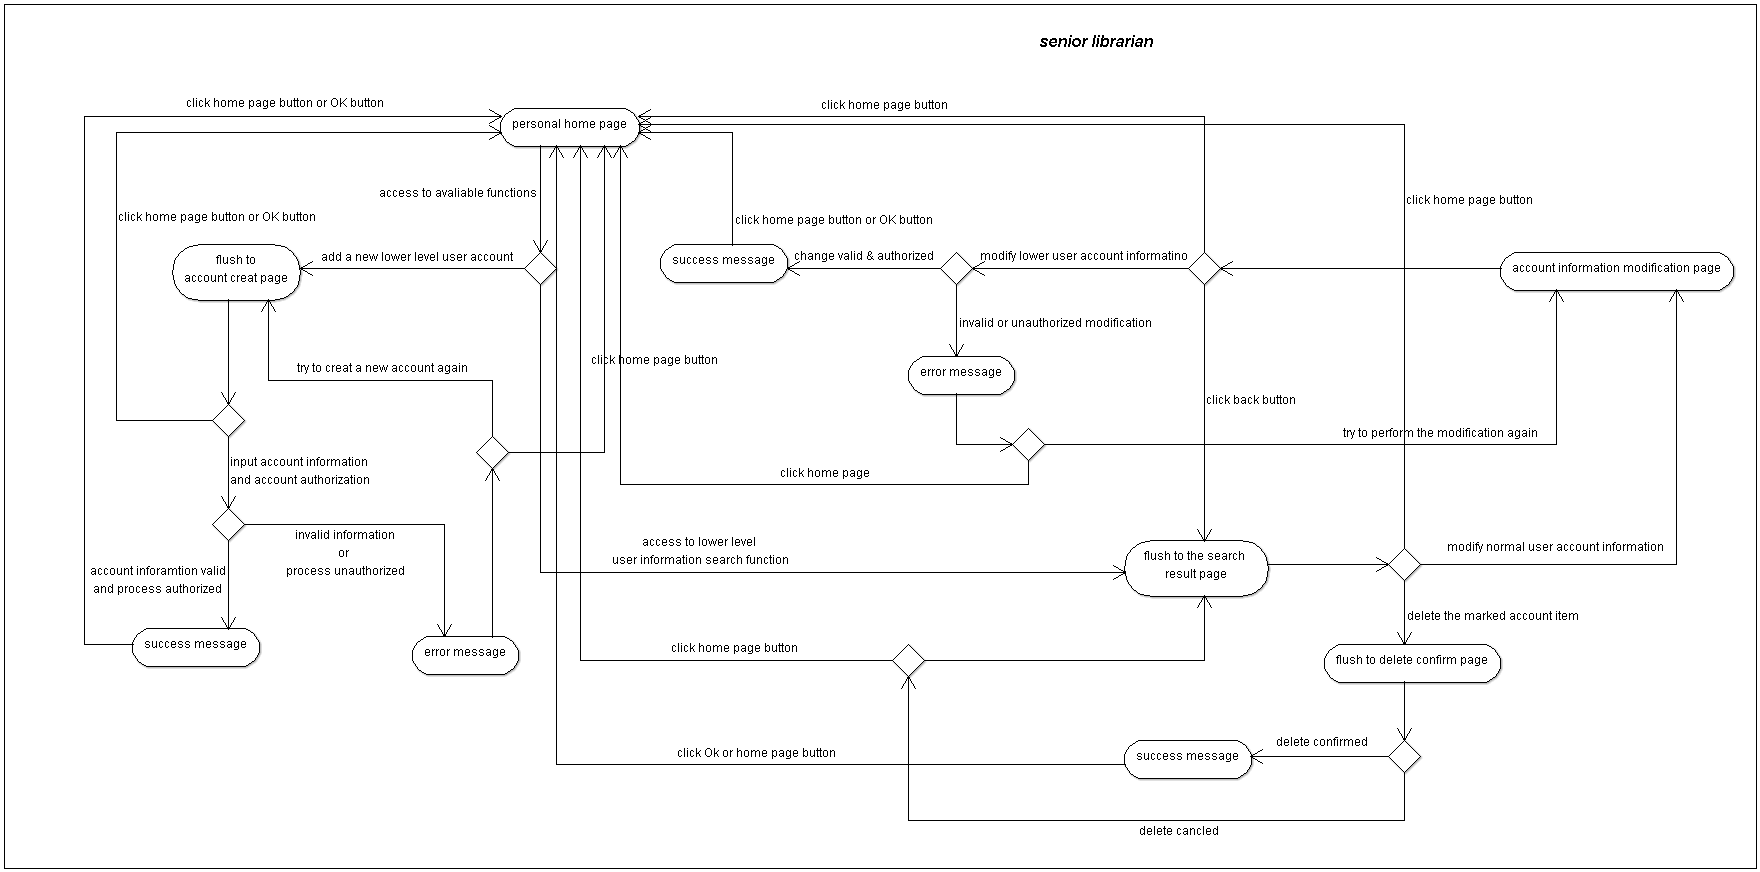 senior librarian
click home page button or OK button
click home page button
personal home page
access to avaliable functions
click home page button
click home page button or OK button
click home page button or OK button
flush to
account creat page
add a new lower level user account
success message
change valid & authorized
modify lower user account informatino
account information modification page
invalid or unauthorized modification
try to creat a new account again
click home page button
error message
click back button
try to perform the modification again
input account information
and account authorization
click home page
invalid information
or
process unauthorized
access to lower level
user information search function
flush to the search
result page
modify normal user account information
account inforamtion valid
and process authorized
delete the marked account item
success message
error message
click home page button
flush to delete confirm page
click Ok or home page button
success message
delete confirmed
delete cancled